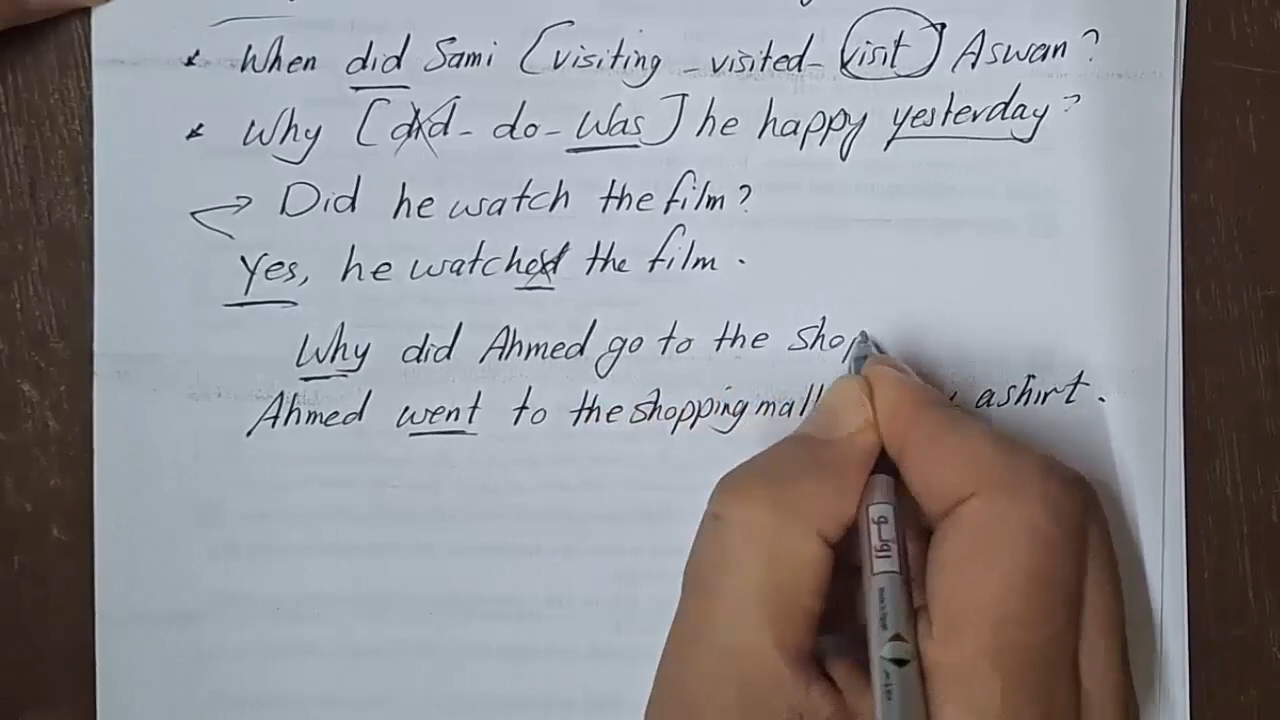 * When did Sami [visiting - visited - visit] Aswan?
* Why [did - do - was] he happy yesterday?
→ Did he watch the film?
Yes, he watched the film.
Why did Ahmed go to the shop
Ahmed went to the shopping mall a shirt.
روتو